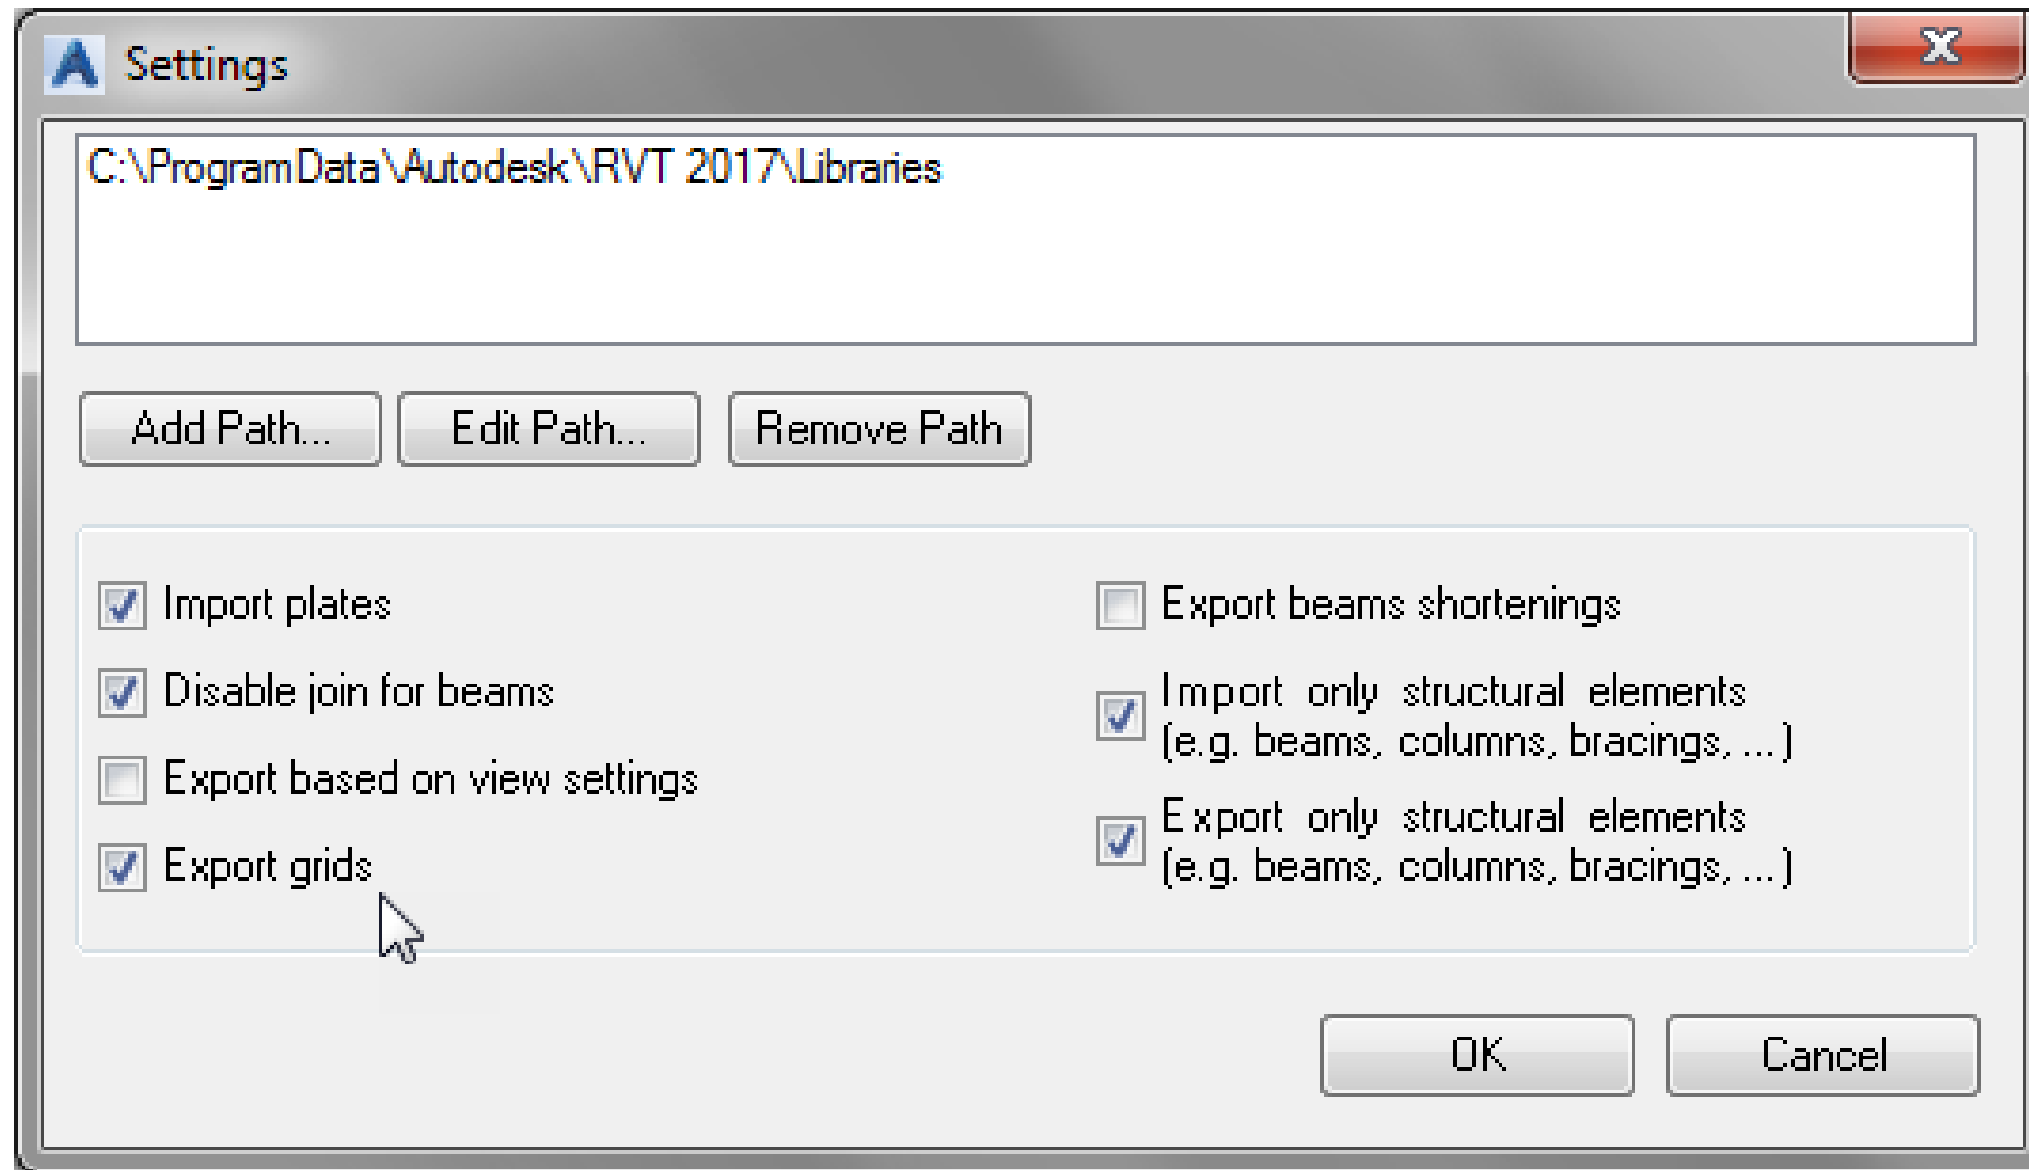 Settings
C:\ProgramData\Autodesk\RVT 2017\Libraries
Add Path...
Edit Path...
Remove Path
Import plates
Disable join for beams
Export based on view settings
Export grids
Export beams shortenings
Import only structural elements
(e.g. beams, columns, bracings, ...)
Export only structural elements
(e.g. beams, columns, bracings, ...)
OK
Cancel